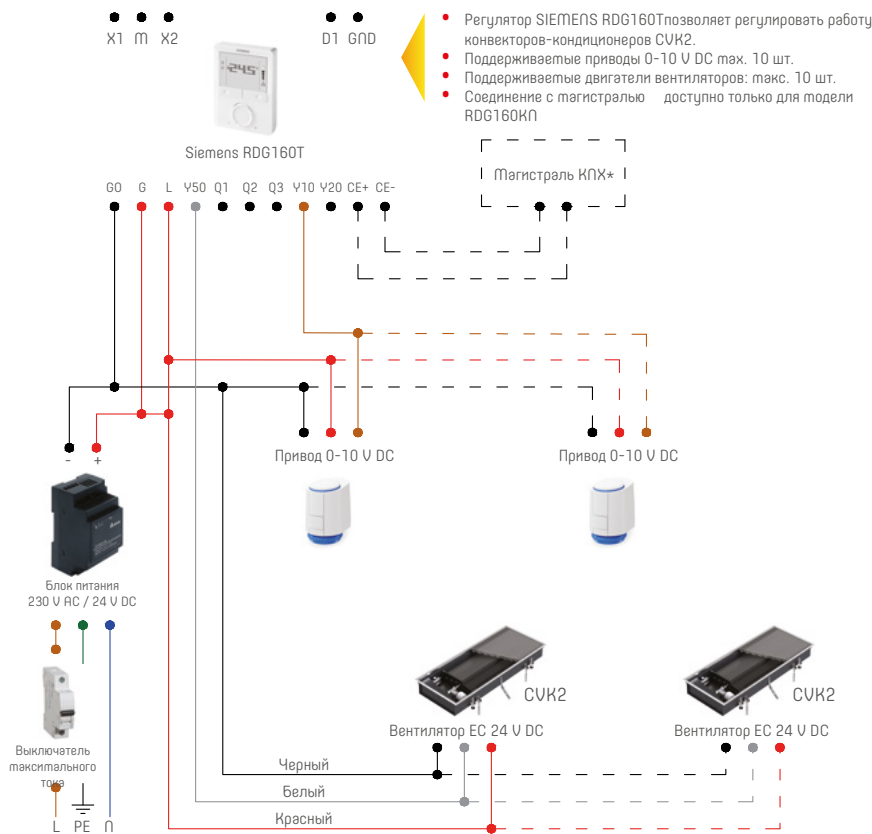 X1 M X2 D1 GND
• Регулятор SIEMENS RDG160Tпозволяет регулировать работу
конвекторов-кондиционеров CVK2.
• Поддерживаемые приводы 0-10 V DC max. 10 шт.
• Поддерживаемые двигатели вентиляторов: макс. 10 шт.
• Соединение с магистралью доступно только для модели
RDG160KN
24.5°
Siemens RDG160T
Магистраль KNX*
G0 G L Y50 Q1 Q2 Q3 Y10 Y20 CE+ CE-
- +
Привод 0-10 V DC
Привод 0-10 V DC
Блок питания
230 V AC / 24 V DC
CVK2
CVK2
Вентилятор EC 24 V DC
Вентилятор EC 24 V DC
Выключатель
максимального
тока
Черный
Белый
Красный
L PE N